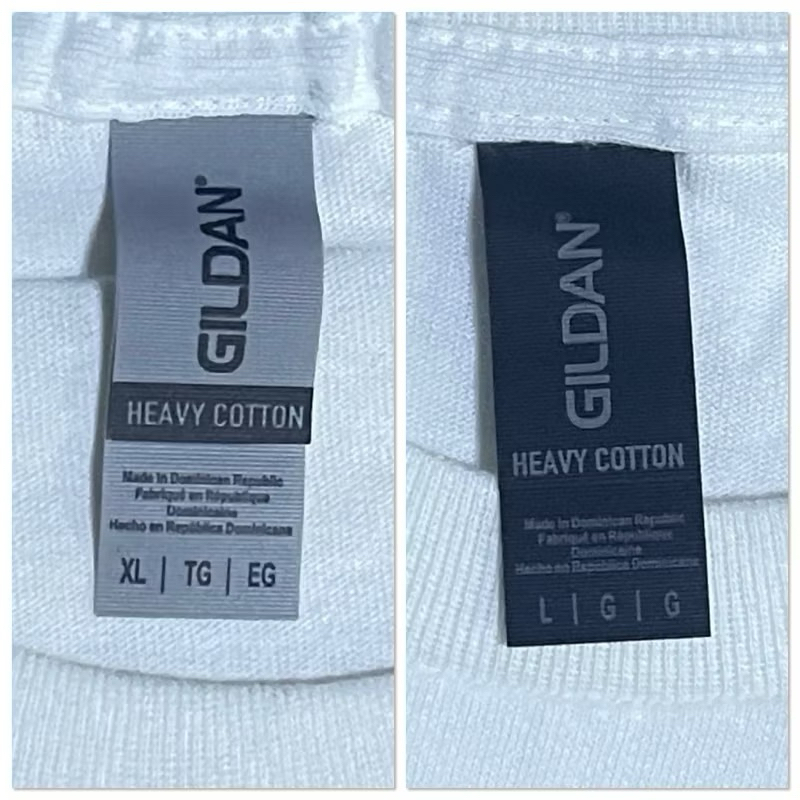 GILDAN®
HEAVY COTTON
Made in Dominican Republic
Fabriqué en République
Dominicaine
Hecho en República Dominicana
XL | TG | EG
GILDAN®
HEAVY COTTON
Made in Dominican Republic
Fabriqué en République
Dominicaine
Hecho en República Dominicana
L | G | G